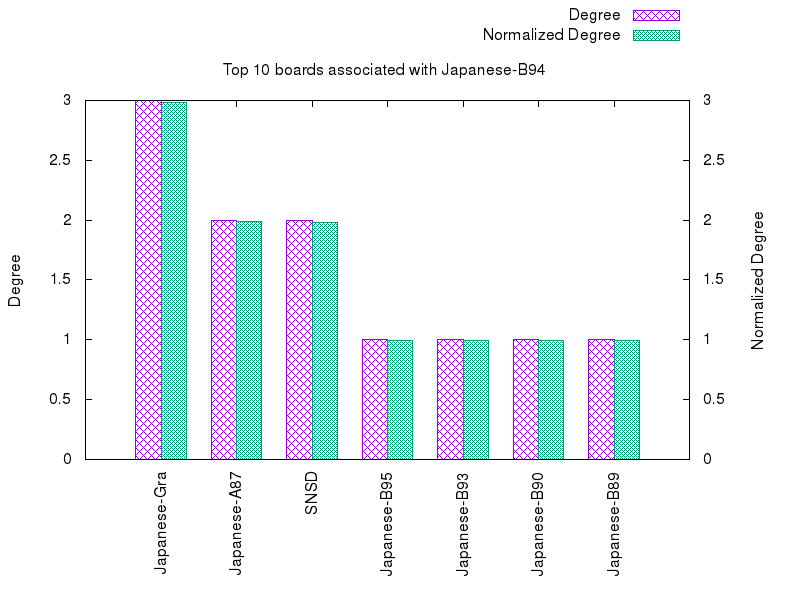 Degree
Normalized Degree
Top 10 boards associated with Japanese-B94
3 3
2.5 2.5
2 2
1.5 1.5
1 1
0.5 0.5
0 0
Degree
Normalized Degree
Japanese-Gra
Japanese-A87
SNSD
Japanese-B95
Japanese-B93
Japanese-B90
Japanese-B89